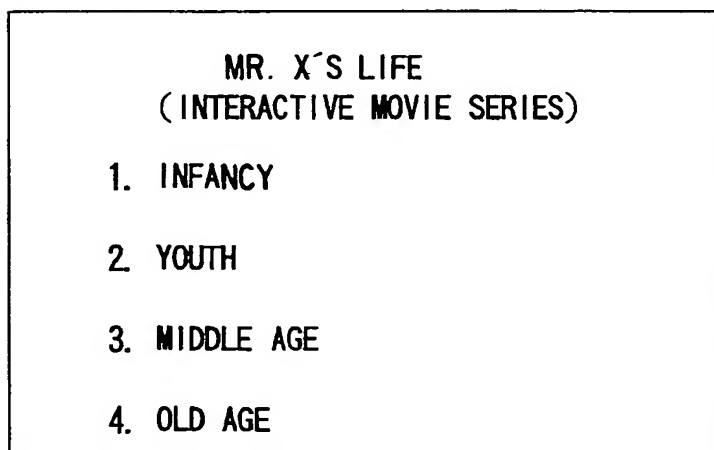 MR. X´S LIFE
(INTERACTIVE MOVIE SERIES)
1. INFANCY
2. YOUTH
3. MIDDLE AGE
4. OLD AGE